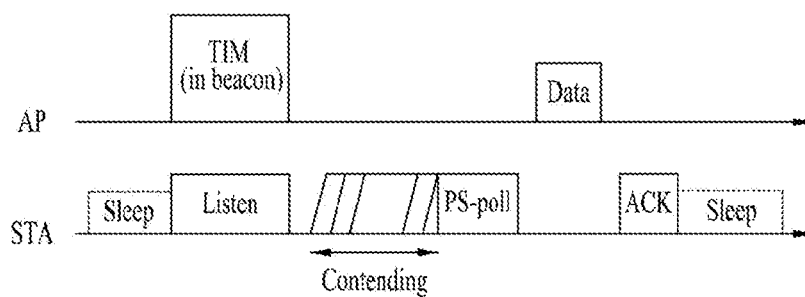 TIM
(in beacon)
Data
AP
Sleep
Listen
PS-poll
ACK
Sleep
STA
Contending